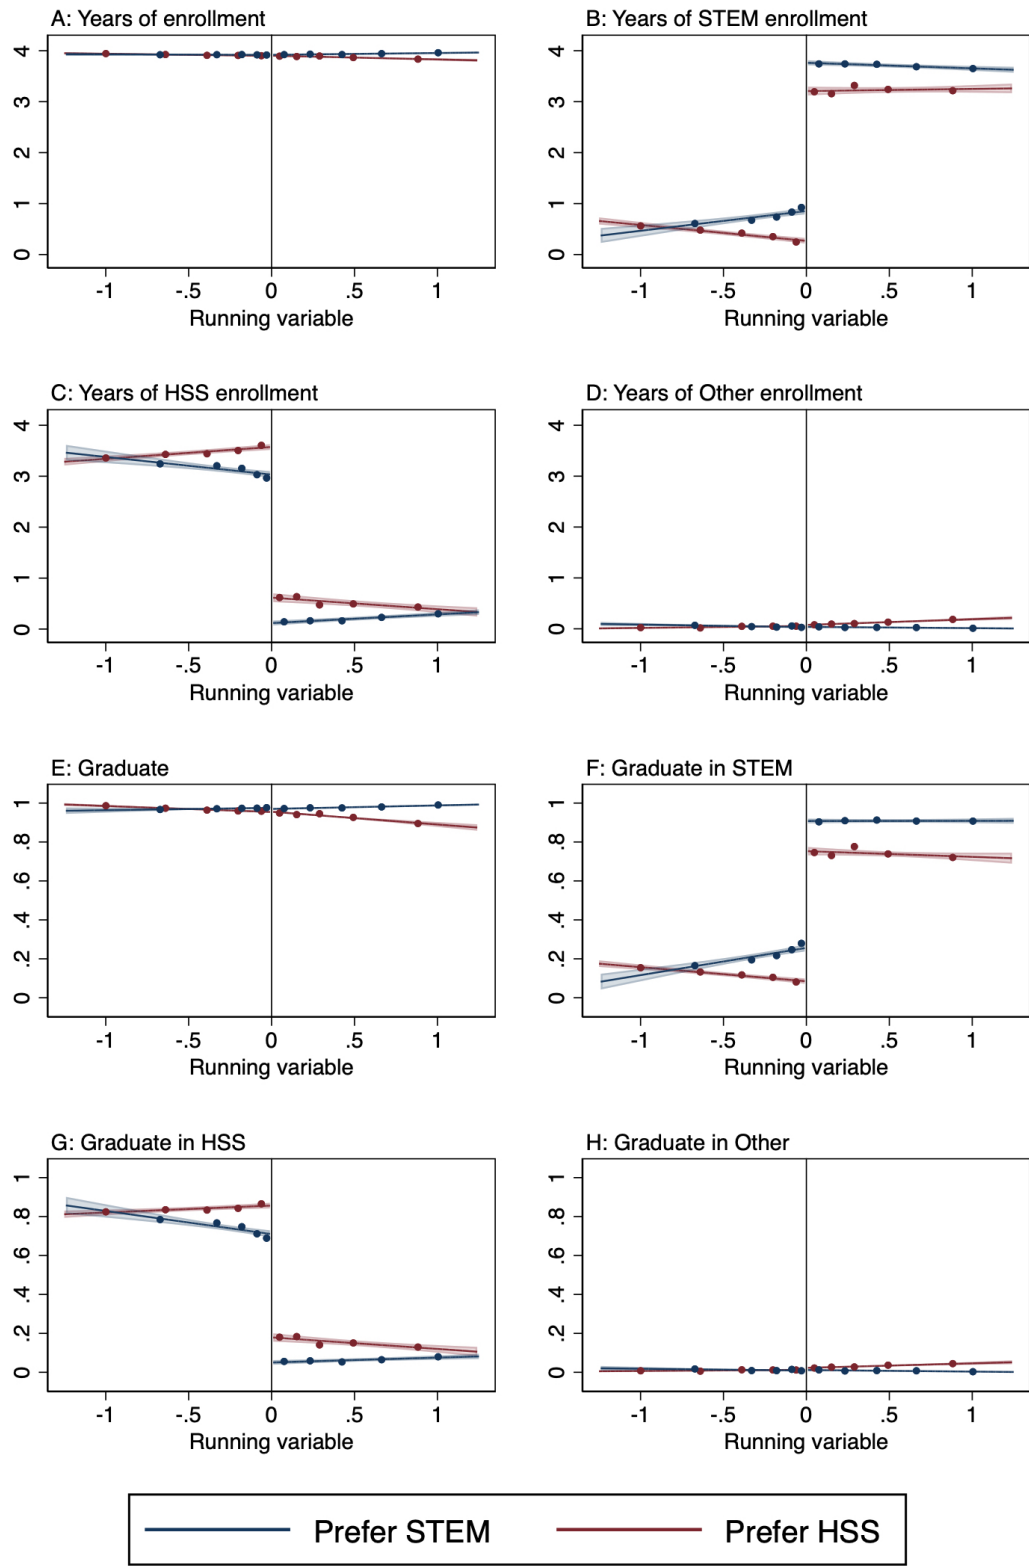 A: Years of enrollment
4
3
2
1
0
-1 -.5 0 .5 1
Running variable
B: Years of STEM enrollment
4
3
2
1
0
-1 -.5 0 .5 1
Running variable
C: Years of HSS enrollment
4
3
2
1
0
-1 -.5 0 .5 1
Running variable
D: Years of Other enrollment
4
3
2
1
0
-1 -.5 0 .5 1
Running variable
E: Graduate
1
.8
.6
.4
.2
0
-1 -.5 0 .5 1
Running variable
F: Graduate in STEM
1
.8
.6
.4
.2
0
-1 -.5 0 .5 1
Running variable
G: Graduate in HSS
1
.8
.6
.4
.2
0
-1 -.5 0 .5 1
Running variable
H: Graduate in Other
1
.8
.6
.4
.2
0
-1 -.5 0 .5 1
Running variable
Prefer STEM Prefer HSS